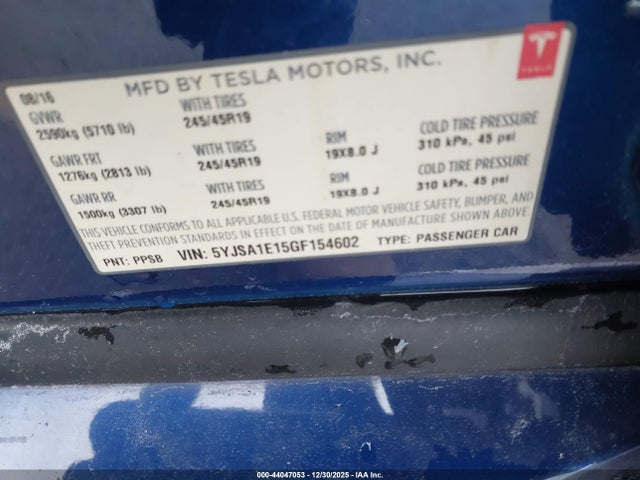 08/16 MFD BY TESLA MOTORS, INC. TESLA
GVWR WITH TIRES
2590kg (5710 lb) 245/45R19
GAWR FRT WITH TIRES RIM COLD TIRE PRESSURE
1276kg (2813 lb) 245/45R19 19X8.0 J 310 kPa, 45 psi
GAWR RR WITH TIRES RIM COLD TIRE PRESSURE
1500kg (3307 lb) 245/45R19 19X8.0 J 310 kPa, 45 psi
THIS VEHICLE CONFORMS TO ALL APPLICABLE U.S. FEDERAL MOTOR VEHICLE SAFETY, BUMPER, AND
THEFT PREVENTION STANDARDS IN EFFECT ON THE DATE OF MANUFACTURE SHOWN ABOVE.
PNT: PPSB VIN: 5YJSA1E15GF154602 TYPE: PASSENGER CAR
000-44047053 - 12/30/2025 - IAA Inc.